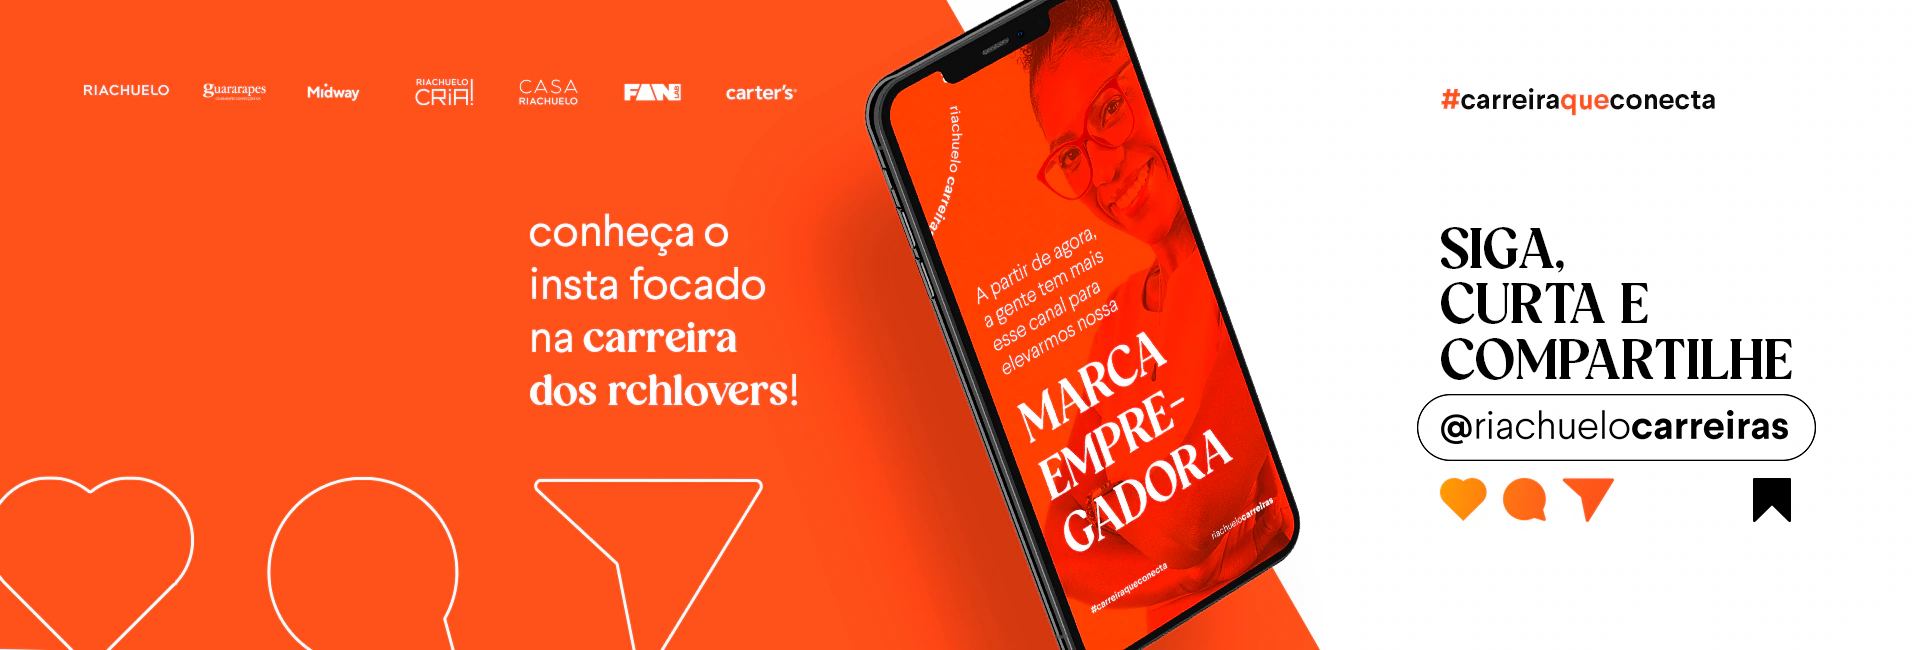 RIACHUELO
guararapes
Midway
RIACHUELO
CRiA!
CASA
RIACHUELO
FAN LAB
carter's
conheça o
insta focado
na carreira
dos rchlovers!
riachuelo carreiras
A partir de agora,
a gente tem mais
esse canal para
elevarmos nossa
MARCA
EMPRE-
GADORA
riachuelocarreiras
#carreiraqueconecta
#carreiraqueconecta
SIGA,
CURTA E
COMPARTILHE
@riachuelocarreiras